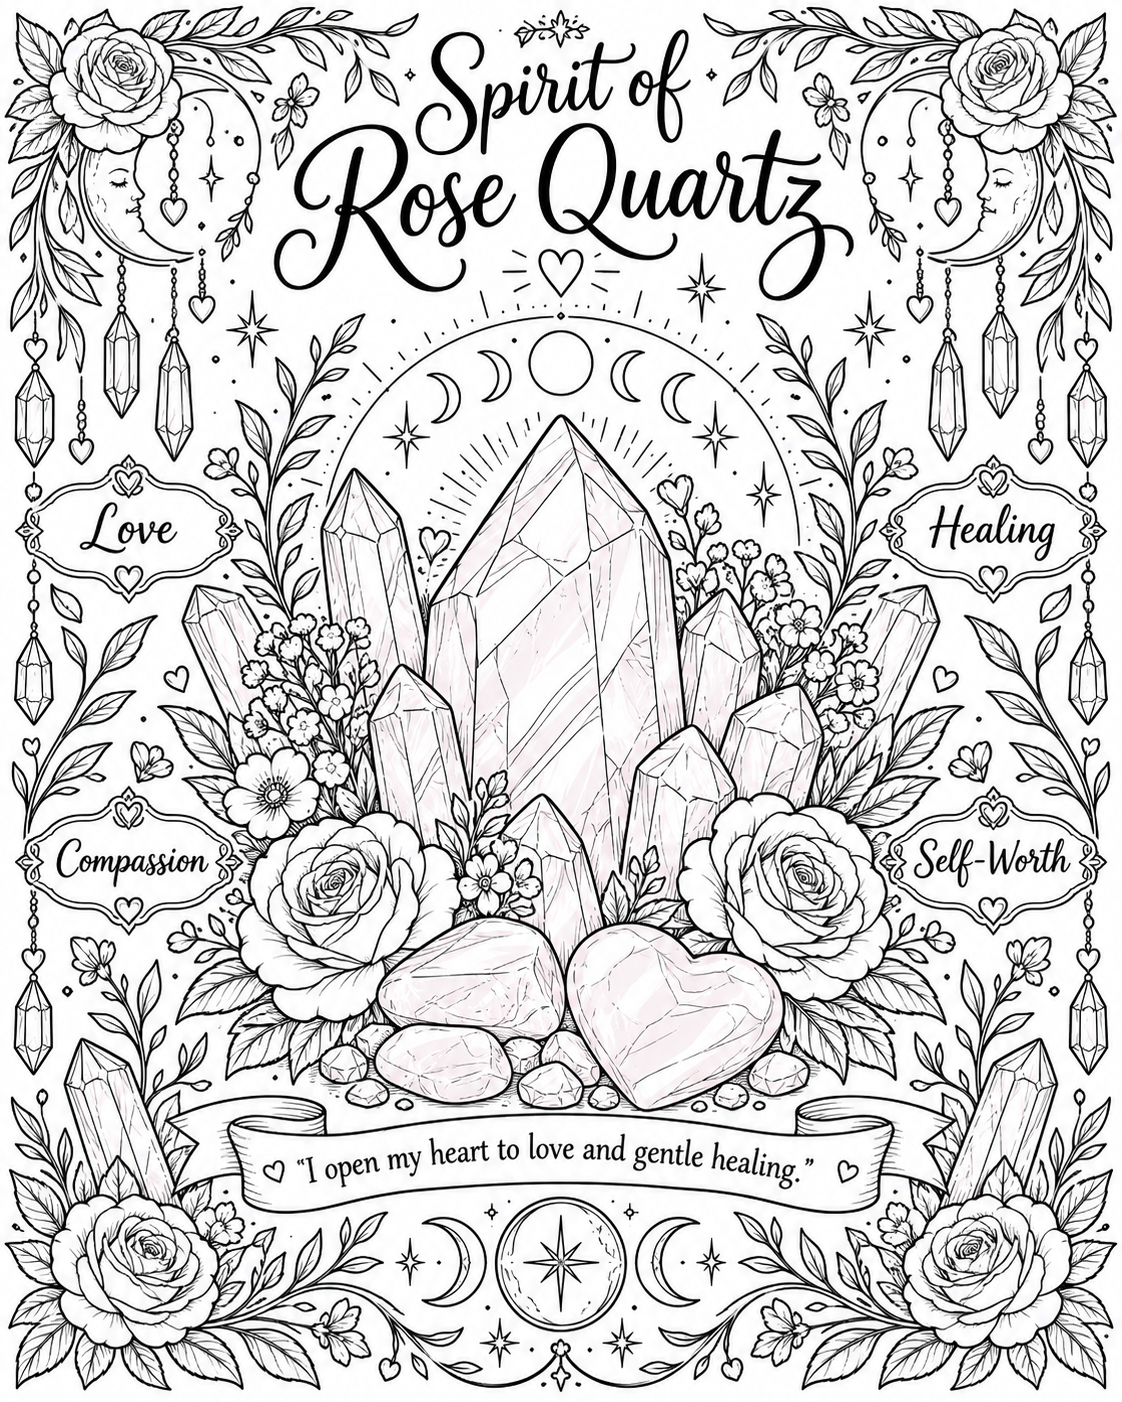 Spirit of
Rose Quartz
Love
Healing
Compassion
Self-Worth
“I open my heart to love and gentle healing.”